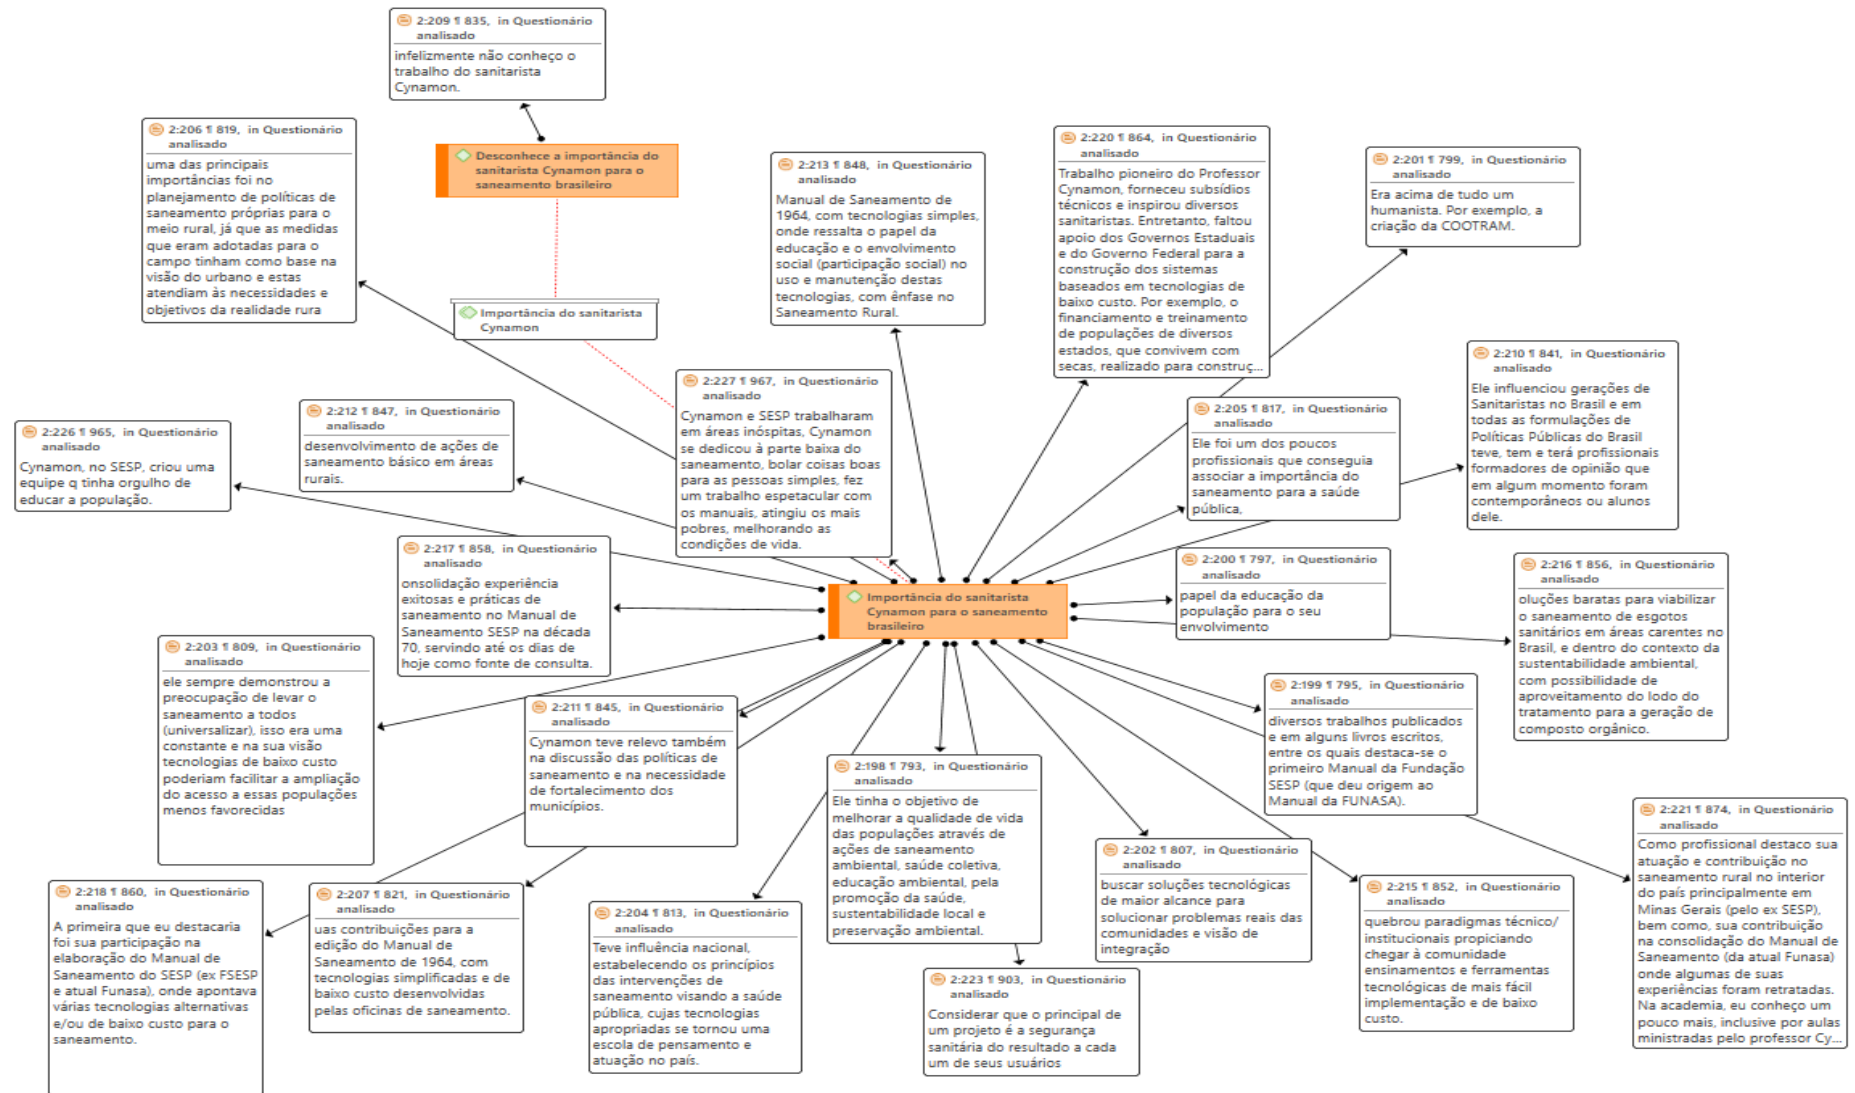 2:209 ¶ 835, in Questionário
analisado
infelizmente não conheço o
trabalho do sanitarista
Cynamon.
2:206 ¶ 819, in Questionário
analisado
uma das principais
importâncias foi no
planejamento de políticas de
saneamento próprias para o
meio rural, já que as medidas
que eram adotadas para o
campo tinham como base na
visão do urbano e estas
atendiam às necessidades e
objetivos da realidade rura
Desconhece a importância do
sanitarista Cynamon para o
saneamento brasileiro
Importância do sanitarista
Cynamon
2:213 ¶ 848, in Questionário
analisado
Manual de Saneamento de
1964, com tecnologias simples,
onde ressalta o papel da
educação e o envolvimento
social (participação social) no
uso e manutenção destas
tecnologias, com ênfase no
Saneamento Rural.
2:220 ¶ 864, in Questionário
analisado
Trabalho pioneiro do Professor
Cynamon, forneceu subsídios
técnicos e inspirou diversos
sanitaristas. Entretanto, faltou
apoio dos Governos Estaduais
e do Governo Federal para a
construção dos sistemas
baseados em tecnologias de
baixo custo. Por exemplo, o
financiamento e treinamento
de populações de diversos
estados, que convivem com
secas, realizado para construç...
2:201 ¶ 799, in Questionário
analisado
Era acima de tudo um
humanista. Por exemplo, a
criação da COOTRAM.
2:210 ¶ 841, in Questionário
analisado
Ele influenciou gerações de
Sanitaristas no Brasil e em
todas as formulações de
Políticas Públicas do Brasil
teve, tem e terá profissionais
formadores de opinião que
em algum momento foram
contemporâneos ou alunos
dele.
2:227 ¶ 967, in Questionário
analisado
Cynamon e SESP trabalharam
em áreas inóspitas, Cynamon
se dedicou à parte baixa do
saneamento, bolar coisas boas
para as pessoas simples, fez
um trabalho espetacular com
os manuais, atingiu os mais
pobres, melhorando as
condições de vida.
2:212 ¶ 847, in Questionário
analisado
desenvolvimento de ações de
saneamento básico em áreas
rurais.
2:226 ¶ 965, in Questionário
analisado
Cynamon, no SESP, criou uma
equipe q tinha orgulho de
educar a população.
2:205 ¶ 817, in Questionário
analisado
Ele foi um dos poucos
profissionais que conseguia
associar a importância do
saneamento para a saúde
pública,
2:217 ¶ 858, in Questionário
analisado
onsolidação experiência
exitosas e práticas de
saneamento no Manual de
Saneamento SESP na década
70, servindo até os dias de
hoje como fonte de consulta.
Importância do sanitarista
Cynamon para o saneamento
brasileiro
2:200 ¶ 797, in Questionário
analisado
papel da educação da
população para o seu
envolvimento
2:216 ¶ 856, in Questionário
analisado
oluções baratas para viabilizar
o saneamento de esgotos
sanitários em áreas carentes no
Brasil, e dentro do contexto da
sustentabilidade ambiental,
com possibilidade de
aproveitamento do lodo do
tratamento para a geração de
composto orgânico.
2:203 ¶ 809, in Questionário
analisado
ele sempre demonstrou a
preocupação de levar o
saneamento a todos
(universalizar), isso era uma
constante e na sua visão
tecnologias de baixo custo
poderiam facilitar a ampliação
do acesso a essas populações
menos favorecidas
2:211 ¶ 845, in Questionário
analisado
Cynamon teve relevo também
na discussão das políticas de
saneamento e na necessidade
de fortalecimento dos
municípios.
2:199 ¶ 795, in Questionário
analisado
diversos trabalhos publicados
e em alguns livros escritos,
entre os quais destaca-se o
primeiro Manual da Fundação
SESP (que deu origem ao
Manual da FUNASA).
2:198 ¶ 793, in Questionário
analisado
Ele tinha o objetivo de
melhorar a qualidade de vida
das populações através de
ações de saneamento
ambiental, saúde coletiva,
educação ambiental, pela
promoção da saúde,
sustentabilidade local e
preservação ambiental.
2:202 ¶ 807, in Questionário
analisado
buscar soluções tecnológicas
de maior alcance para
solucionar problemas reais das
comunidades e visão de
integração
2:221 ¶ 874, in Questionário
analisado
Como profissional destaco sua
atuação e contribuição no
saneamento rural no interior
do país principalmente em
Minas Gerais (pelo ex SESP),
bem como, sua contribuição
na consolidação do Manual de
Saneamento (da atual Funasa)
onde algumas de suas
experiências foram retratadas.
Na academia, eu conheço um
pouco mais, inclusive por aulas
ministradas pelo professor Cy...
2:218 ¶ 860, in Questionário
analisado
A primeira que eu destacaria
foi sua participação na
elaboração do Manual de
Saneamento do SESP (ex FSESP
e atual Funasa), onde apontava
várias tecnologias alternativas
e/ou de baixo custo para o
saneamento.
2:207 ¶ 821, in Questionário
analisado
uas contribuições para a
edição do Manual de
Saneamento de 1964, com
tecnologias simplificadas e de
baixo custo desenvolvidas
pelas oficinas de saneamento.
2:204 ¶ 813, in Questionário
analisado
Teve influência nacional,
estabelecendo os princípios
das intervenções de
saneamento visando a saúde
pública, cujas tecnologias
apropriadas se tornou uma
escola de pensamento e
atuação no país.
2:215 ¶ 852, in Questionário
analisado
quebrou paradigmas técnico/
institucionais propiciando
chegar à comunidade
ensinamentos e ferramentas
tecnológicas de mais fácil
implementação e de baixo
custo.
2:223 ¶ 903, in Questionário
analisado
Considerar que o principal de
um projeto é a segurança
sanitária do resultado a cada
um de seus usuários